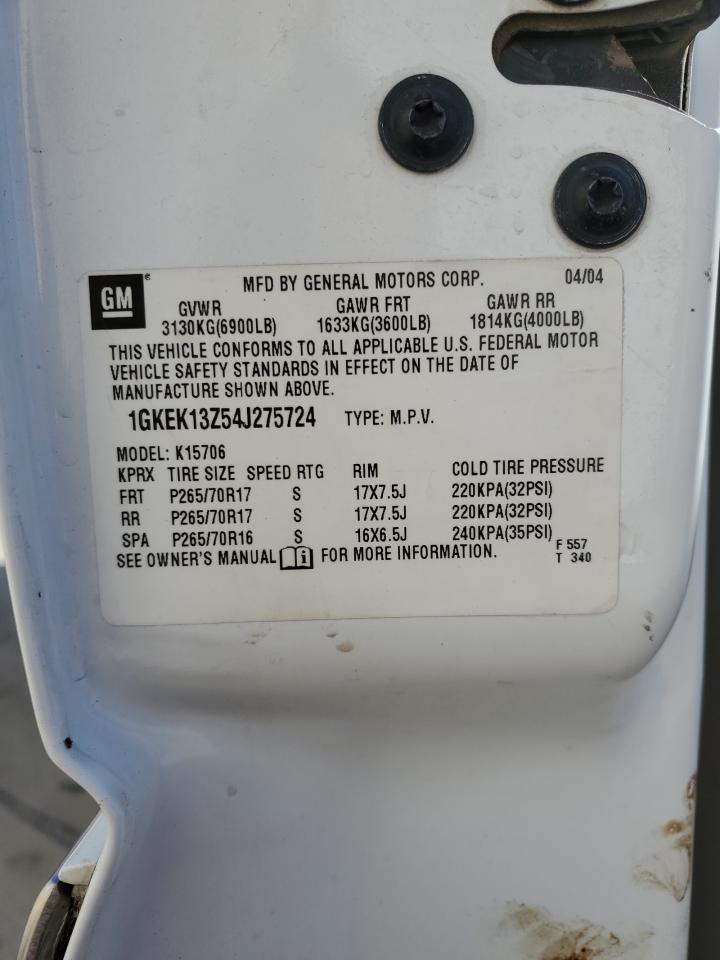 GM® MFD BY GENERAL MOTORS CORP. 04/04
GVWR GAWR FRT GAWR RR
3130KG(6900LB) 1633KG(3600LB) 1814KG(4000LB)
THIS VEHICLE CONFORMS TO ALL APPLICABLE U.S. FEDERAL MOTOR
VEHICLE SAFETY STANDARDS IN EFFECT ON THE DATE OF
MANUFACTURE SHOWN ABOVE.
1GKEK13Z54J275724 TYPE: M.P.V.
MODEL: K15706
KPRX TIRE SIZE SPEED RTG RIM COLD TIRE PRESSURE
FRT P265/70R17 S 17X7.5J 220KPA(32PSI)
RR P265/70R17 S 17X7.5J 220KPA(32PSI)
SPA P265/70R16 S 16X6.5J 240KPA(35PSI)
SEE OWNER'S MANUAL i FOR MORE INFORMATION.
F 557
T 340